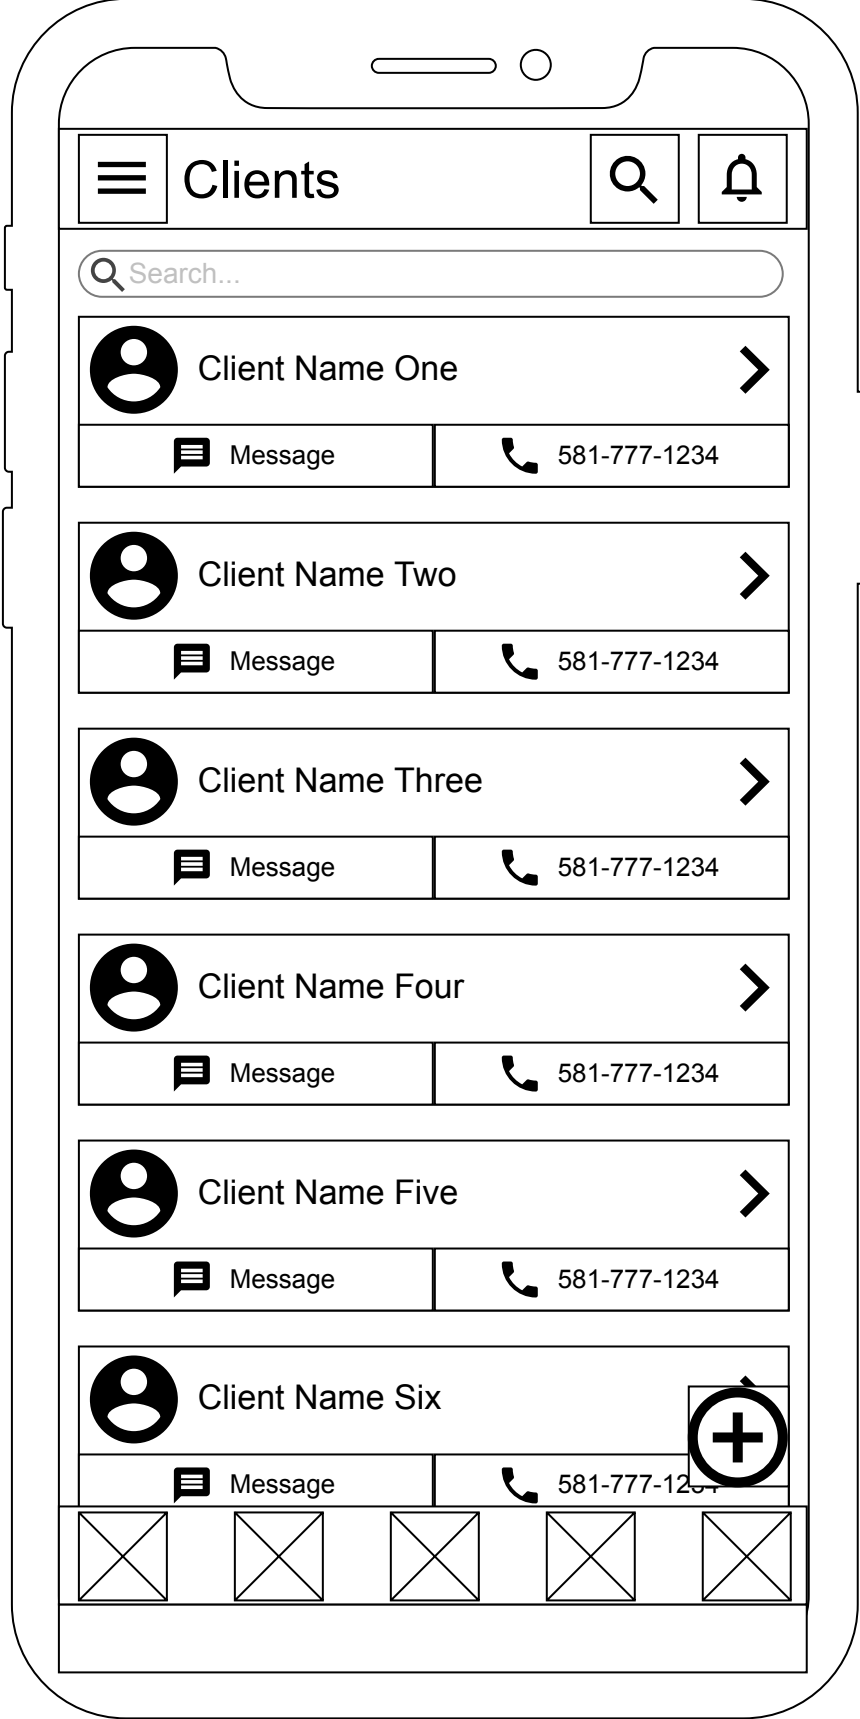 Clients
Search...
Client Name One
Message 581-777-1234
Client Name Two
Message 581-777-1234
Client Name Three
Message 581-777-1234
Client Name Four
Message 581-777-1234
Client Name Five
Message 581-777-1234
Client Name Six
Message